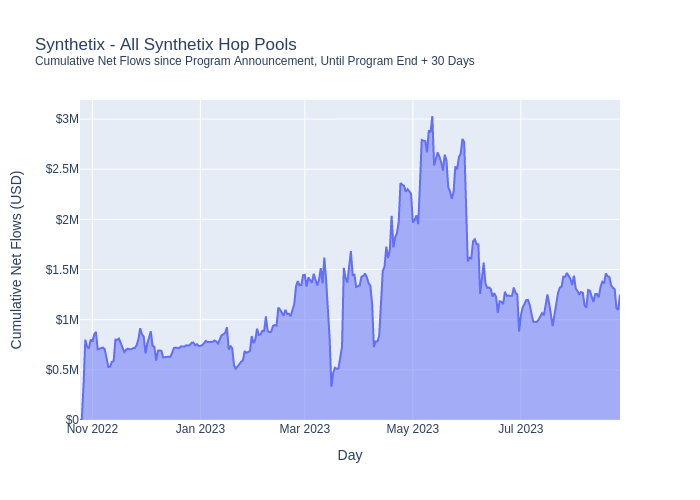 Synthetix - All Synthetix Hop Pools
Cumulative Net Flows since Program Announcement, Until Program End + 30 Days
$3M
$2.5M
$2M
$1.5M
$1M
$0.5M
$0
Cumulative Net Flows (USD)
Nov 2022
Jan 2023
Mar 2023
May 2023
Jul 2023
Day